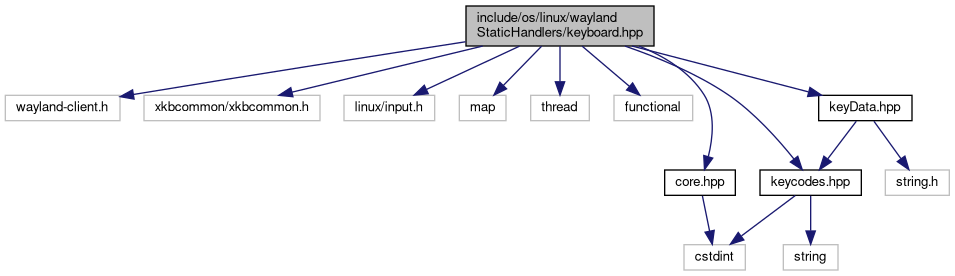 include/os/linux/wayland
StaticHandlers/keyboard.hpp
wayland-client.h
xkbcommon/xkbcommon.h
linux/input.h
map
thread
functional
keyData.hpp
core.hpp
keycodes.hpp
string.h
cstdint
string